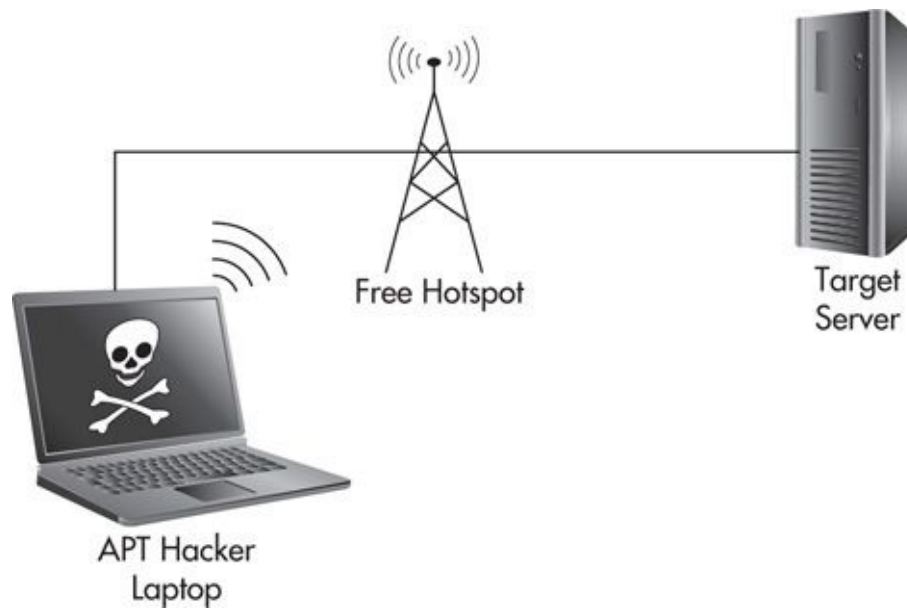 Free Hotspot
Target
Server
APT Hacker
Laptop